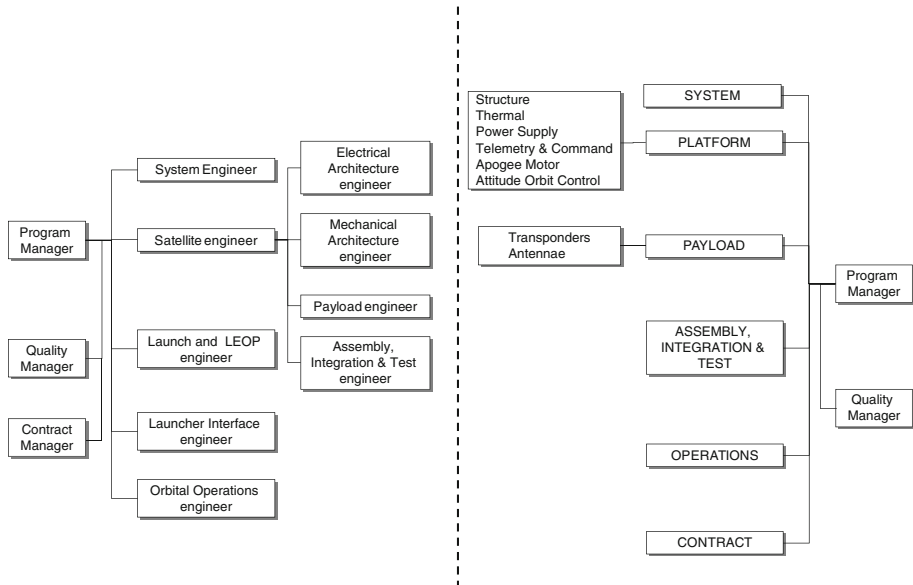 Program
Manager
Quality
Manager
Contract
Manager
System Engineer
Satellite engineer
Launch and LEOP
engineer
Launcher Interface
engineer
Orbital Operations
engineer
Electrical
Architecture
engineer
Mechanical
Architecture
engineer
Payload engineer
Assembly,
Integration & Test
engineer
Structure
Thermal
Power Supply
Telemetry & Command
Apogee Motor
Attitude Orbit Control
Transponders
Antennae
SYSTEM
PLATFORM
PAYLOAD
ASSEMBLY,
INTEGRATION &
TEST
OPERATIONS
CONTRACT
Program
Manager
Quality
Manager